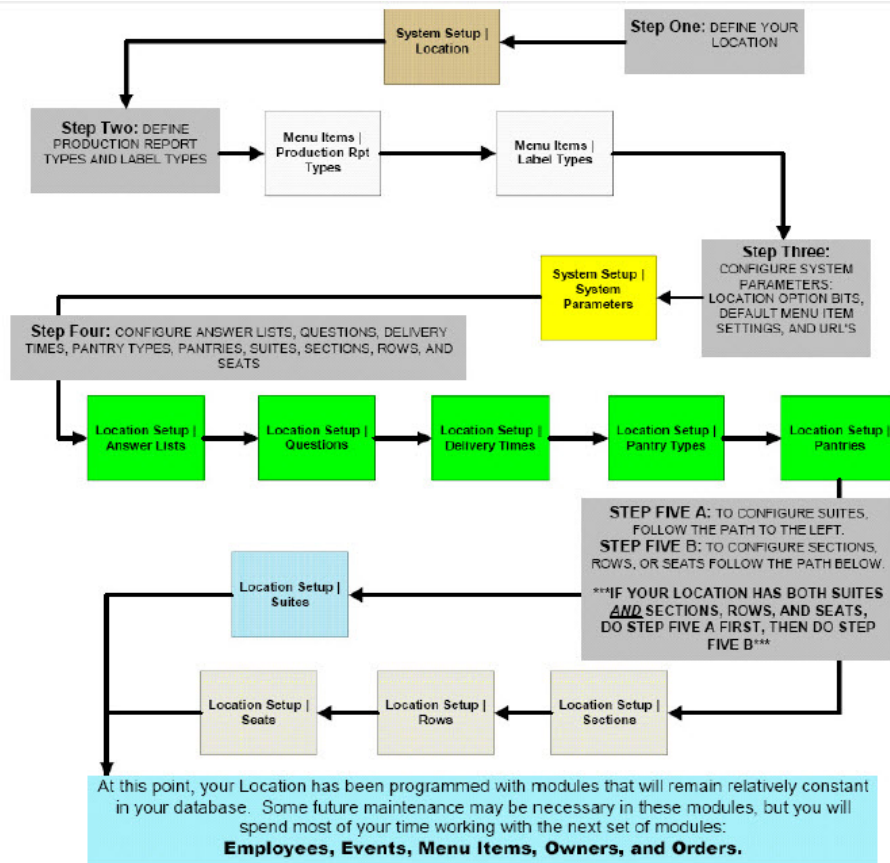 Step One: DEFINE YOUR
LOCATION
System Setup |
Location
Step Two: DEFINE
PRODUCTION REPORT
TYPES AND LABEL TYPES
Menu Items |
Production Rpt
Types
Menu Items |
Label Types
Step Three:
CONFIGURE SYSTEM
PARAMETERS:
LOCATION OPTION BITS,
DEFAULT MENU ITEM
SETTINGS, AND URL'S
System Setup |
System
Parameters
Step Four: CONFIGURE ANSWER LISTS, QUESTIONS, DELIVERY
TIMES, PANTRY TYPES, PANTRIES, SUITES, SECTIONS, ROWS, AND
SEATS
Location Setup |
Answer Lists
Location Setup |
Questions
Location Setup |
Delivery Times
Location Setup |
Pantry Types
Location Setup |
Pantries
STEP FIVE A: TO CONFIGURE SUITES,
FOLLOW THE PATH TO THE LEFT.
STEP FIVE B: TO CONFIGURE SECTIONS,
ROWS, OR SEATS FOLLOW THE PATH BELOW.
***IF YOUR LOCATION HAS BOTH SUITES
AND SECTIONS, ROWS, AND SEATS,
DO STEP FIVE A FIRST, THEN DO STEP
FIVE B***
Location Setup |
Suites
Location Setup |
Seats
Location Setup |
Rows
Location Setup |
Sections
At this point, your Location has been programmed with modules that will remain relatively constant
in your database. Some future maintenance may be necessary in these modules, but you will
spend most of your time working with the next set of modules:
Employees, Events, Menu Items, Owners, and Orders.